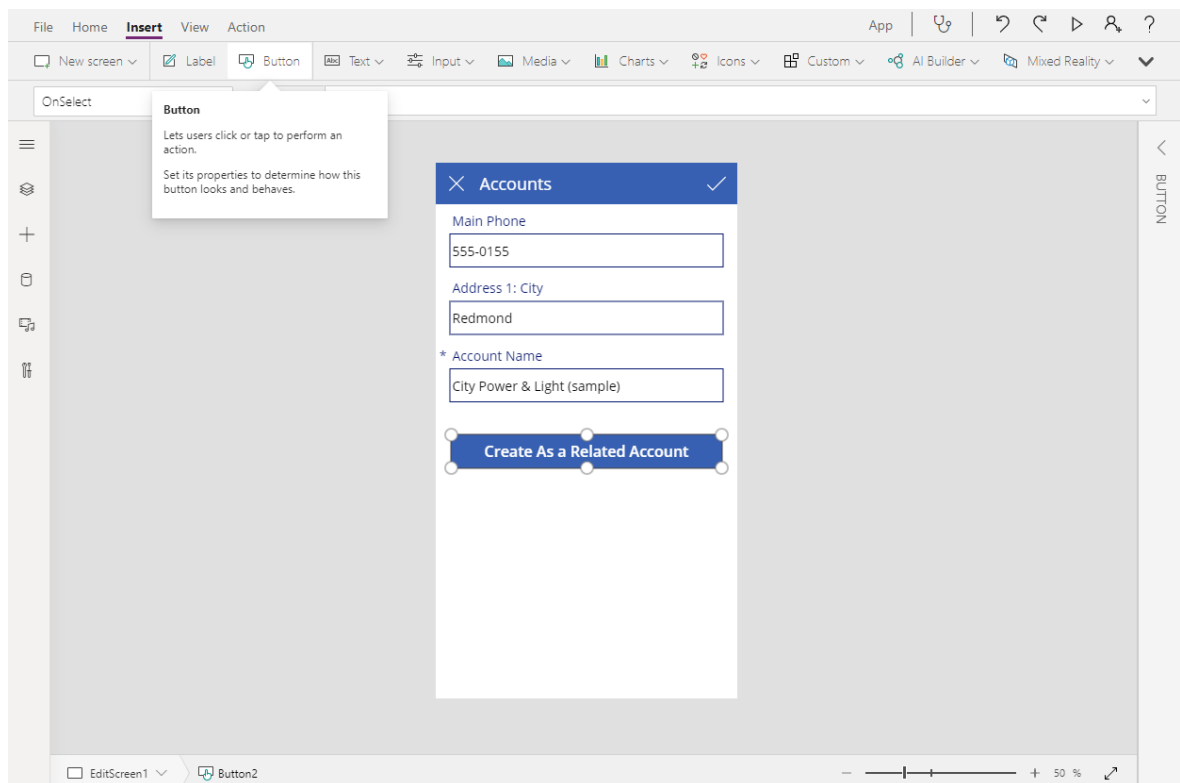 File Home Insert View Action App
New screen Label Button Text Input Media Charts Icons Custom AI Builder Mixed Reality
OnSelect
Button
Lets users click or tap to perform an
action.
Set its properties to determine how this
button looks and behaves.
BUTTON
Accounts
Main Phone
555-0155
Address 1: City
Redmond
* Account Name
City Power & Light (sample)
Create As a Related Account
EditScreen1 Button2 50 %